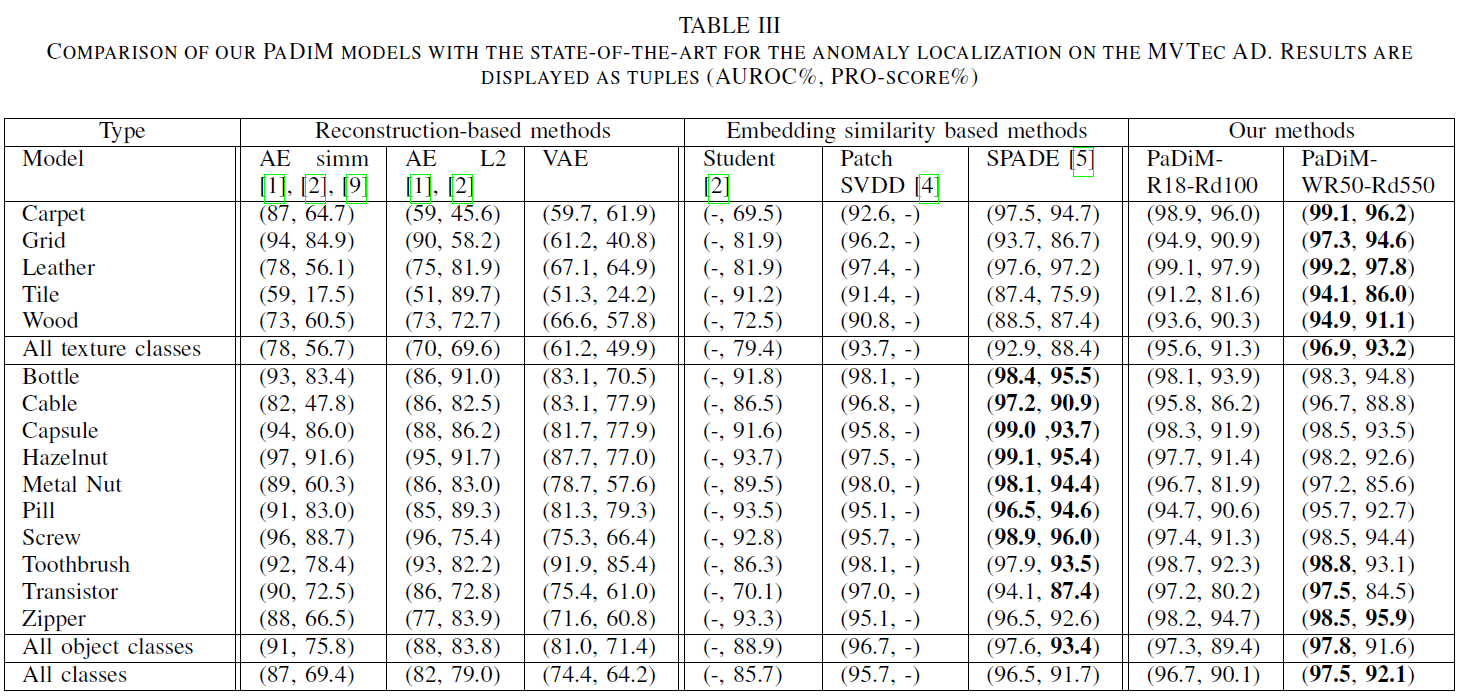 TABLE III
COMPARISON OF OUR PADIM MODELS WITH THE STATE-OF-THE-ART FOR THE ANOMALY LOCALIZATION ON THE MVTEC AD. RESULTS ARE
DISPLAYED AS TUPLES (AUROC%, PRO-SCORE%)
Type Reconstruction-based methods Embedding similarity based methods Our methods
Model AE simm AE L2 VAE Student Patch SPADE [5] PaDiM- PaDiM-
[1], [2], [9] [1], [2] [2] SVDD [4] R18-Rd100 WR50-Rd550
Carpet (87, 64.7) (59, 45.6) (59.7, 61.9) (-, 69.5) (92.6, -) (97.5, 94.7) (98.9, 96.0) (99.1, 96.2)
Grid (94, 84.9) (90, 58.2) (61.2, 40.8) (-, 81.9) (96.2, -) (93.7, 86.7) (94.9, 90.9) (97.3, 94.6)
Leather (78, 56.1) (75, 81.9) (67.1, 64.9) (-, 81.9) (97.4, -) (97.6, 97.2) (99.1, 97.9) (99.2, 97.8)
Tile (59, 17.5) (51, 89.7) (51.3, 24.2) (-, 91.2) (91.4, -) (87.4, 75.9) (91.2, 81.6) (94.1, 86.0)
Wood (73, 60.5) (73, 72.7) (66.6, 57.8) (-, 72.5) (90.8, -) (88.5, 87.4) (93.6, 90.3) (94.9, 91.1)
All texture classes (78, 56.7) (70, 69.6) (61.2, 49.9) (-, 79.4) (93.7, -) (92.9, 88.4) (95.6, 91.3) (96.9, 93.2)
Bottle (93, 83.4) (86, 91.0) (83.1, 70.5) (-, 91.8) (98.1, -) (98.4, 95.5) (98.1, 93.9) (98.3, 94.8)
Cable (82, 47.8) (86, 82.5) (83.1, 77.9) (-, 86.5) (96.8, -) (97.2, 90.9) (95.8, 86.2) (96.7, 88.8)
Capsule (94, 86.0) (88, 86.2) (81.7, 77.9) (-, 91.6) (95.8, -) (99.0 ,93.7) (98.3, 91.9) (98.5, 93.5)
Hazelnut (97, 91.6) (95, 91.7) (87.7, 77.0) (-, 93.7) (97.5, -) (99.1, 95.4) (97.7, 91.4) (98.2, 92.6)
Metal Nut (89, 60.3) (86, 83.0) (78.7, 57.6) (-, 89.5) (98.0, -) (98.1, 94.4) (96.7, 81.9) (97.2, 85.6)
Pill (91, 83.0) (85, 89.3) (81.3, 79.3) (-, 93.5) (95.1, -) (96.5, 94.6) (94.7, 90.6) (95.7, 92.7)
Screw (96, 88.7) (96, 75.4) (75.3, 66.4) (-, 92.8) (95.7, -) (98.9, 96.0) (97.4, 91.3) (98.5, 94.4)
Toothbrush (92, 78.4) (93, 82.2) (91.9, 85.4) (-, 86.3) (98.1, -) (97.9, 93.5) (98.7, 92.3) (98.8, 93.1)
Transistor (90, 72.5) (86, 72.8) (75.4, 61.0) (-, 70.1) (97.0, -) (94.1, 87.4) (97.2, 80.2) (97.5, 84.5)
Zipper (88, 66.5) (77, 83.9) (71.6, 60.8) (-, 93.3) (95.1, -) (96.5, 92.6) (98.2, 94.7) (98.5, 95.9)
All object classes (91, 75.8) (88, 83.8) (81.0, 71.4) (-, 88.9) (96.7, -) (97.6, 93.4) (97.3, 89.4) (97.8, 91.6)
All classes (87, 69.4) (82, 79.0) (74.4, 64.2) (-, 85.7) (95.7, -) (96.5, 91.7) (96.7, 90.1) (97.5, 92.1)